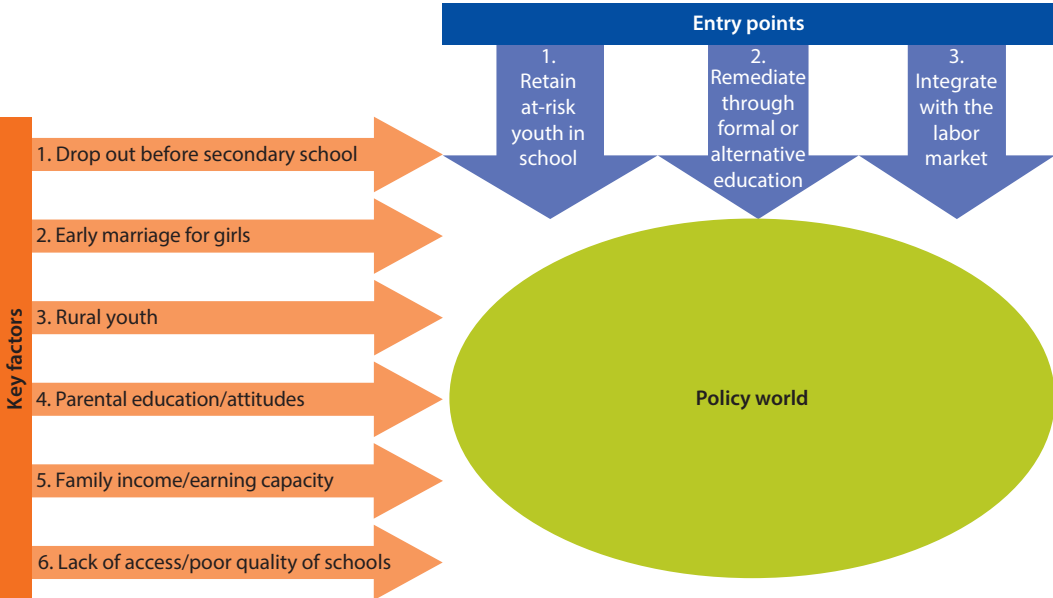 Entry points
1.
Retain
at-risk
youth in
school
2.
Remediate
through
formal or
alternative
education
3.
Integrate
with the
labor
market
Key factors
1. Drop out before secondary school
2. Early marriage for girls
3. Rural youth
4. Parental education/attitudes
5. Family income/earning capacity
6. Lack of access/poor quality of schools
Policy world